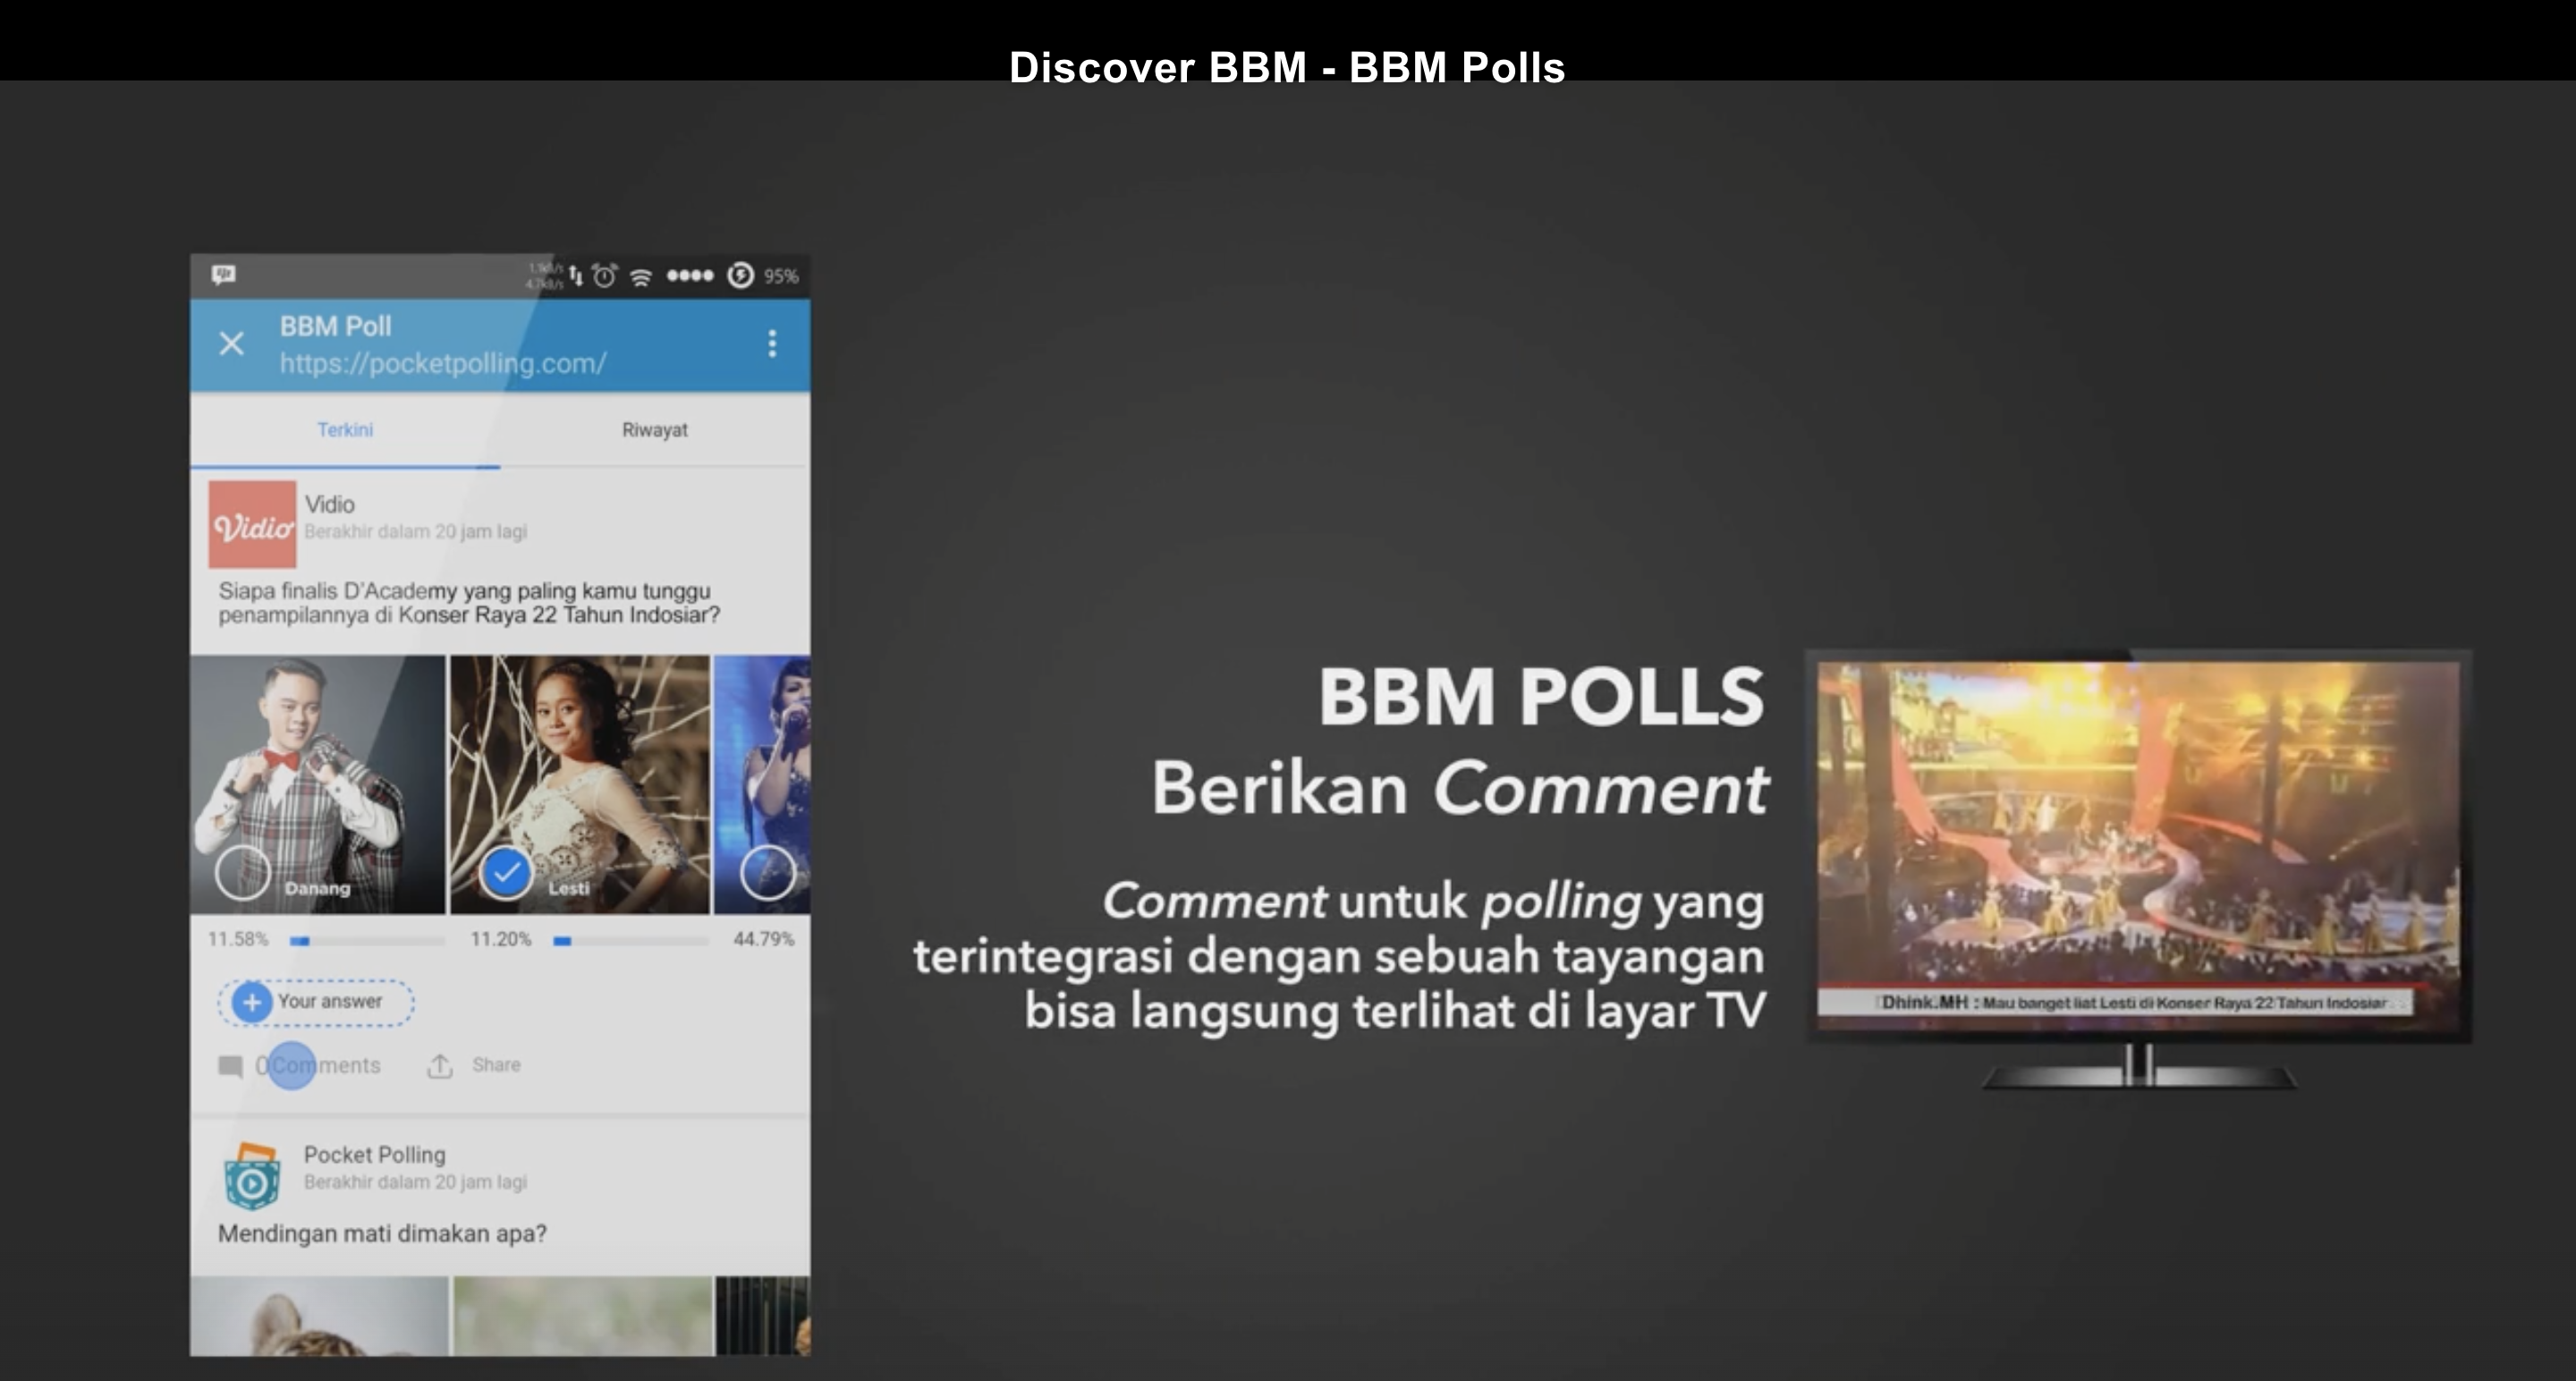 Discover BBM - BBM Polls
95%
BBM Poll
https://pocketpolling.com/
Terkini
Riwayat
Vidio
Vidio
Berakhir dalam 20 jam lagi
Siapa finalis D'Academy yang paling kamu tunggu
penampilannya di Konser Raya 22 Tahun Indosiar?
Danang
Lesti
11.58%
11.20%
44.79%
Your answer
0 Comments
Share
Pocket Polling
Berakhir dalam 20 jam lagi
Mendingan mati dimakan apa?
BBM POLLS
Berikan Comment
Comment untuk polling yang
terintegrasi dengan sebuah tayangan
bisa langsung terlihat di layar TV
Dhink.MH : Mau banget liat Lesti di Konser Raya 22 Tahun Indosiar